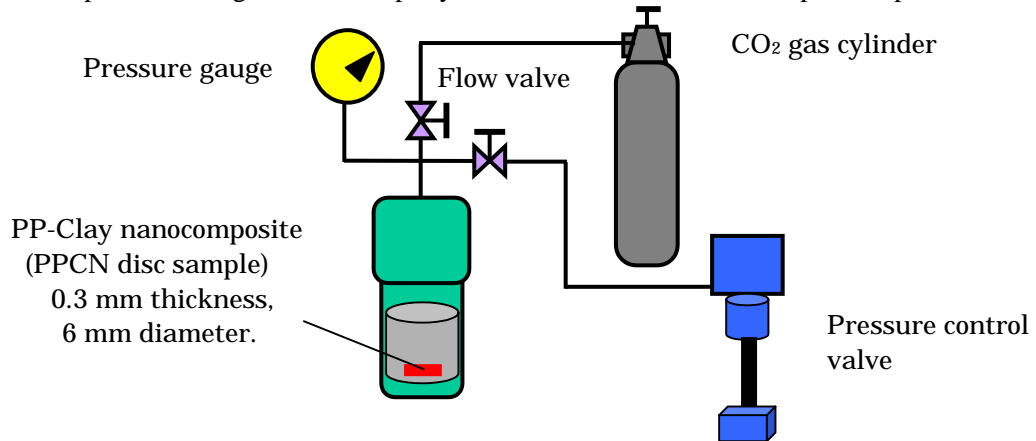 CO₂ gas cylinder
Pressure gauge
Flow valve
PP-Clay nanocomposite
(PPCN disc sample)
0.3 mm thickness,
6 mm diameter.
Pressure control
valve